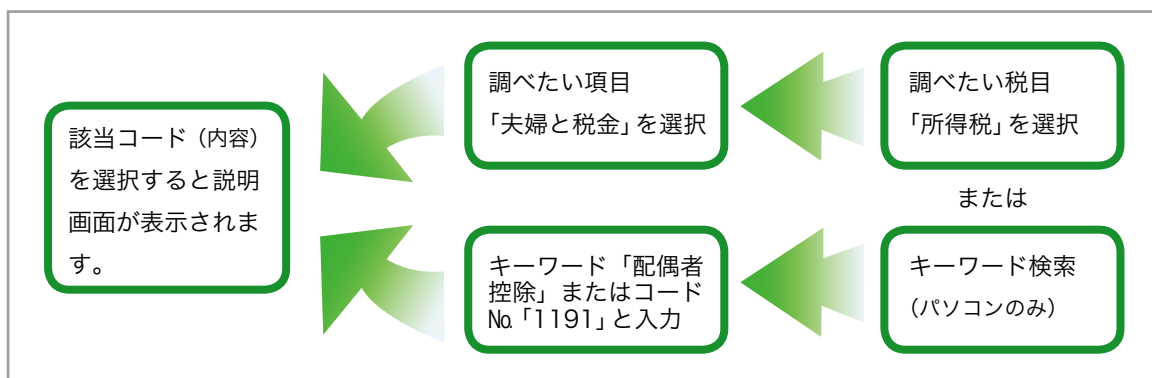 調べたい税目
「所得税」を選択
または
キーワード検索
(パソコンのみ)
調べたい項目
「夫婦と税金」を選択
キーワード「配偶者
控除」またはコード
№「1191」と入力
該当コード(内容)
を選択すると説明
画面が表示されま
す。